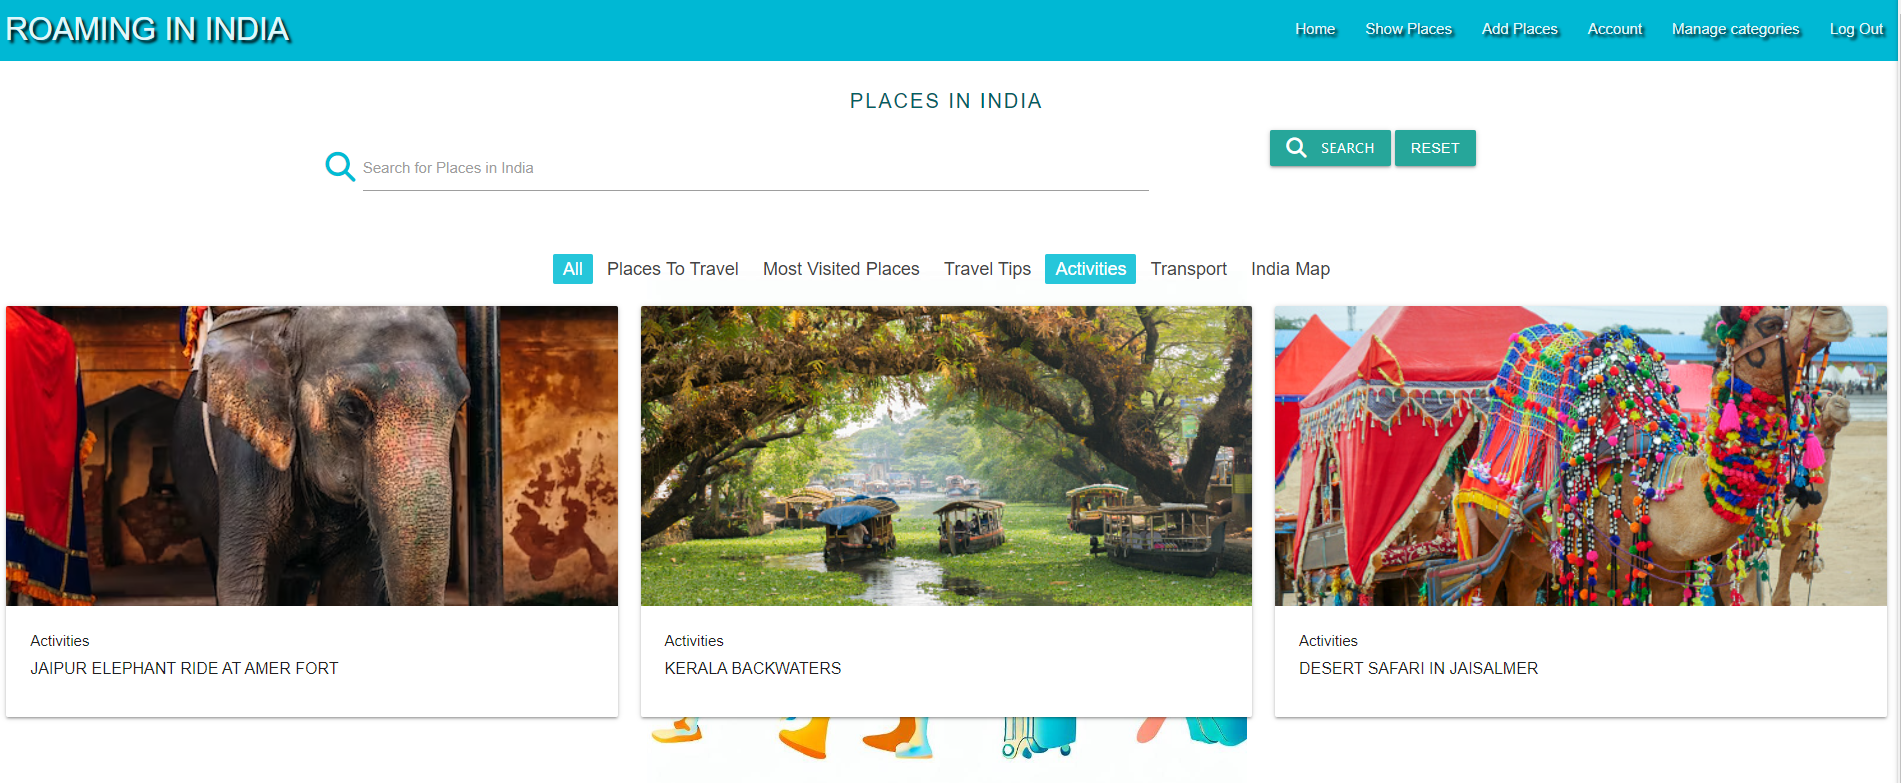 ROAMING IN INDIA
Home Show Places Add Places Account Manage categories Log Out
PLACES IN INDIA
Search for Places in India
SEARCH RESET
All Places To Travel Most Visited Places Travel Tips Activities Transport India Map
Activities
JAIPUR ELEPHANT RIDE AT AMER FORT
Activities
KERALA BACKWATERS
Activities
DESERT SAFARI IN JAISALMER